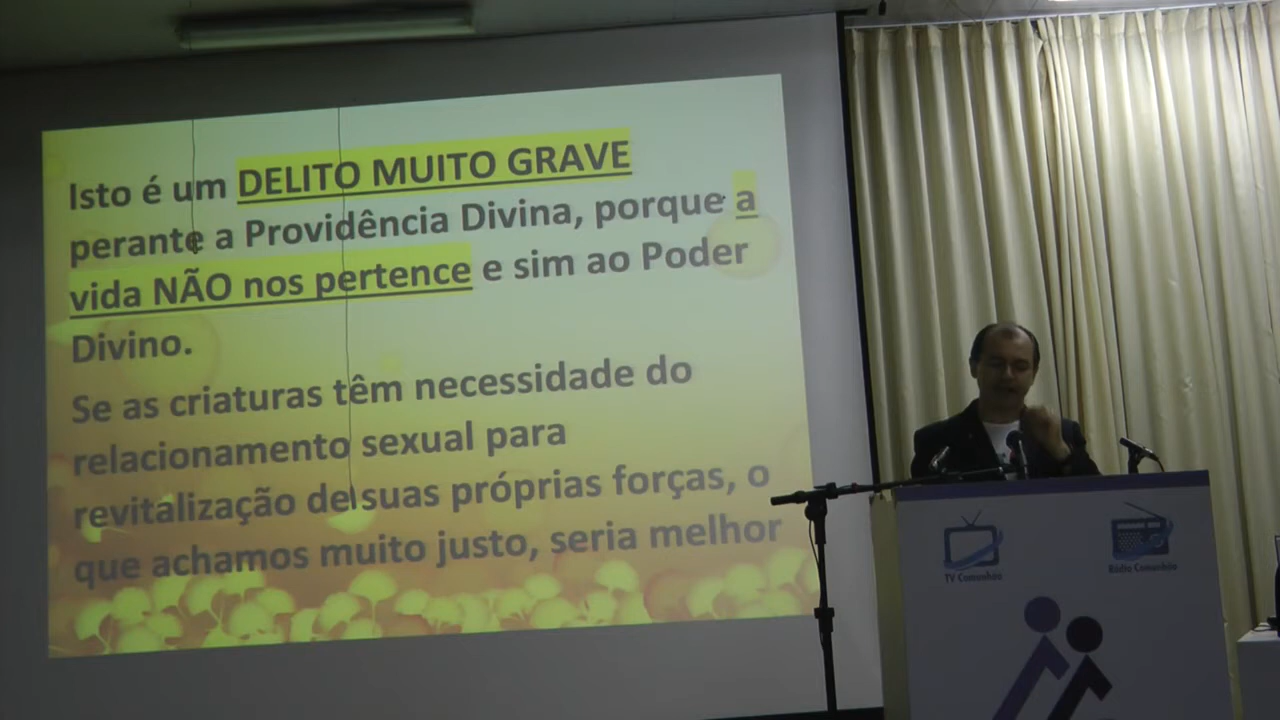 Isto é um DELITO MUITO GRAVE
perante a Providência Divina, porque a
vida NÃO nos pertence e sim ao Poder
Divino.
Se as criaturas têm necessidade do
relacionamento sexual para
revitalização de suas próprias forças, o
que achamos muito justo, seria melhor
TV Comunhão
Rádio Comunhão